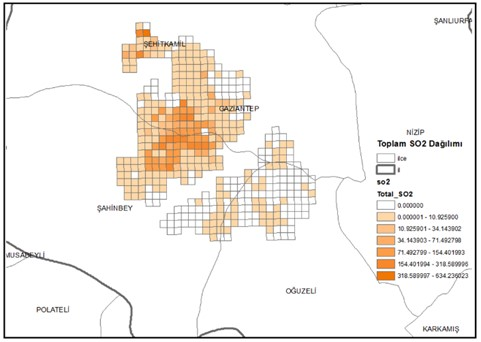 ŞANLIURFA
ŞEHİTKAMİL
GAZİANTEP
NİZİP
Toplam SO2 Dağılımı
ilce
il
so2
Total_SO2
0.000000
0.000001 - 10.925900
10.925901 - 34.143902
34.143903 - 71.492798
71.492799 - 154.401993
154.401994 - 318.589996
318.589997 - 634.236023
ŞAHİNBEY
MUSABEYLİ
OĞUZELİ
POLATELİ
KARKAMIŞ